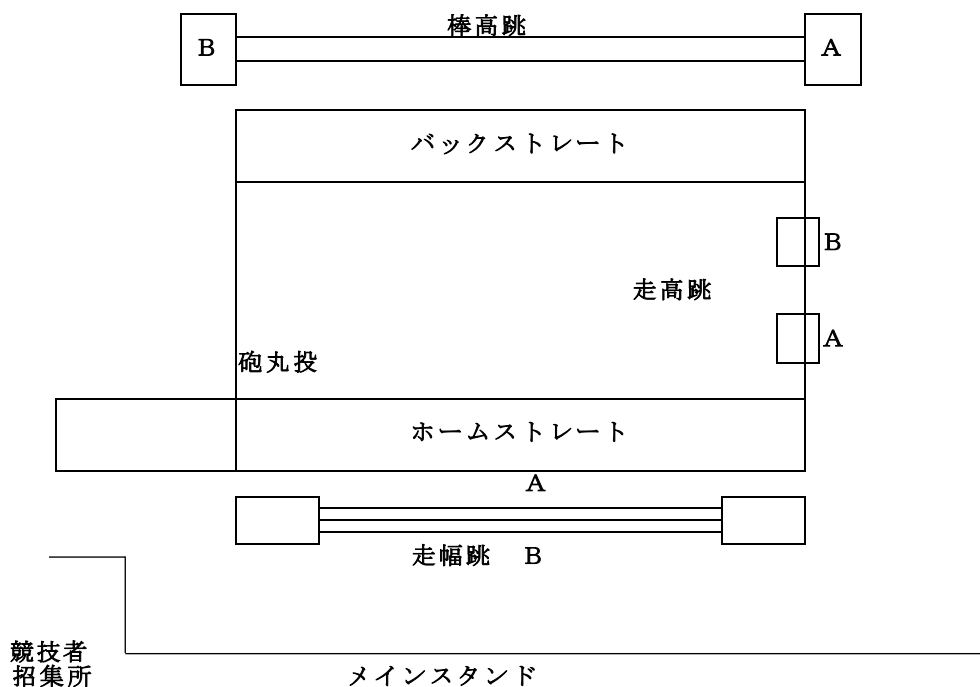 棒高跳
B
A
バックストレート
B
走高跳
A
砲丸投
ホームストレート
A
走幅跳 B
競技者
招集所
メインスタンド